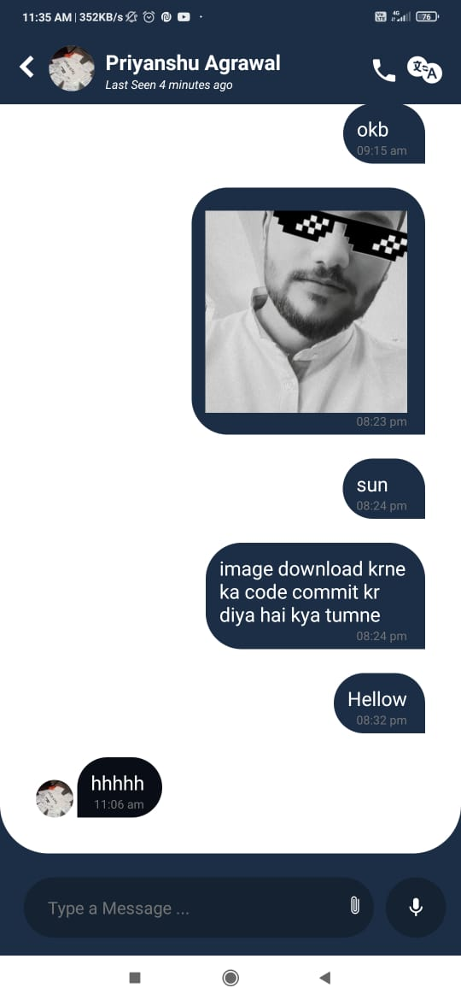 11:35 AM | 352KB/s
4G
76
Priyanshu Agrawal
Last Seen 4 minutes ago
文=A
okb
09:15 am
08:23 pm
sun
08:24 pm
image download krne
ka code commit kr
diya hai kya tumne
08:24 pm
Hellow
08:32 pm
hhhhh
11:06 am
Type a Message ...